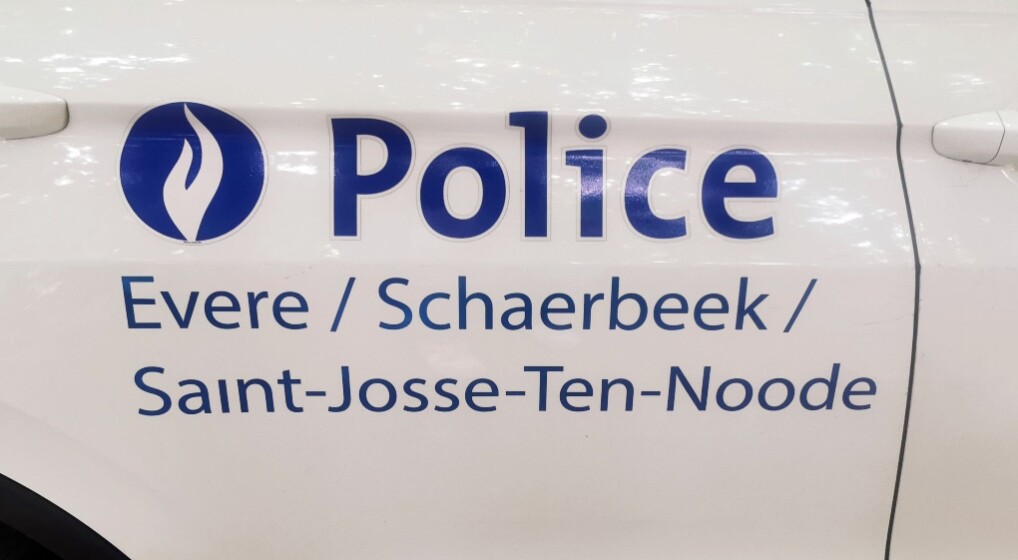 Police
Evere / Schaerbeek /
Saint-Josse-Ten-Noode